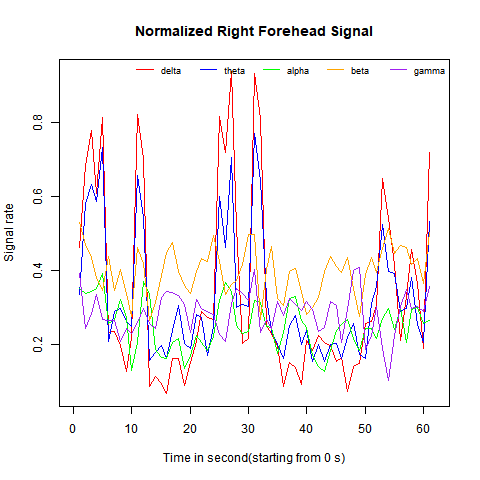 Normalized Right Forehead Signal
delta theta alpha beta gamma
Signal rate
0.8
0.6
0.4
0.2
0 10 20 30 40 50 60
Time in second(starting from 0 s)